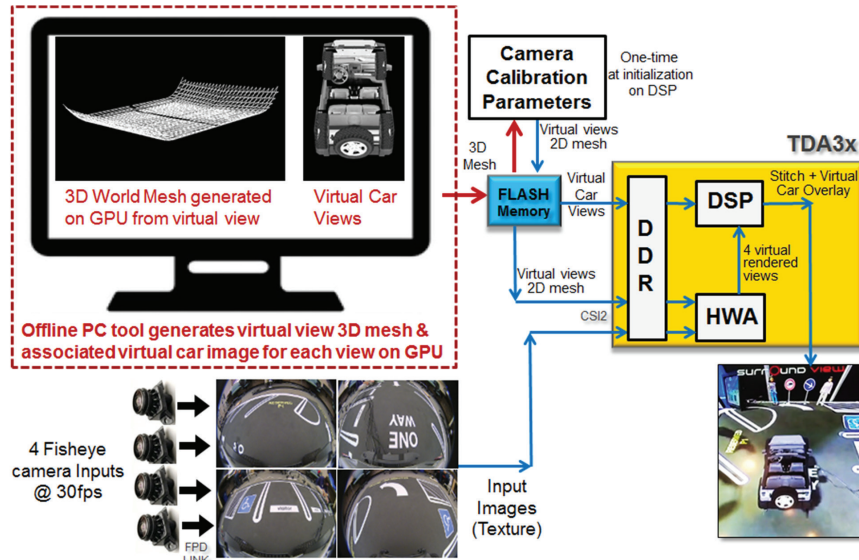 3D World Mesh generated
on GPU from virtual view
Virtual Car
Views
Offline PC tool generates virtual view 3D mesh &
associated virtual car image for each view on GPU
Camera
Calibration
Parameters
One-time
at initialization
on DSP
3D
Mesh
Virtual views
2D mesh
FLASH
Memory
Virtual
Car
Views
Virtual views
2D mesh
TDA3x
Stitch + Virtual
Car Overlay
DDR
DSP
4 virtual
rendered
views
CSI2
HWA
4 Fisheye
camera Inputs
@ 30fps
FPD
LINK
ONE
WAY
Input
Images
(Texture)
SURROUND VIEW